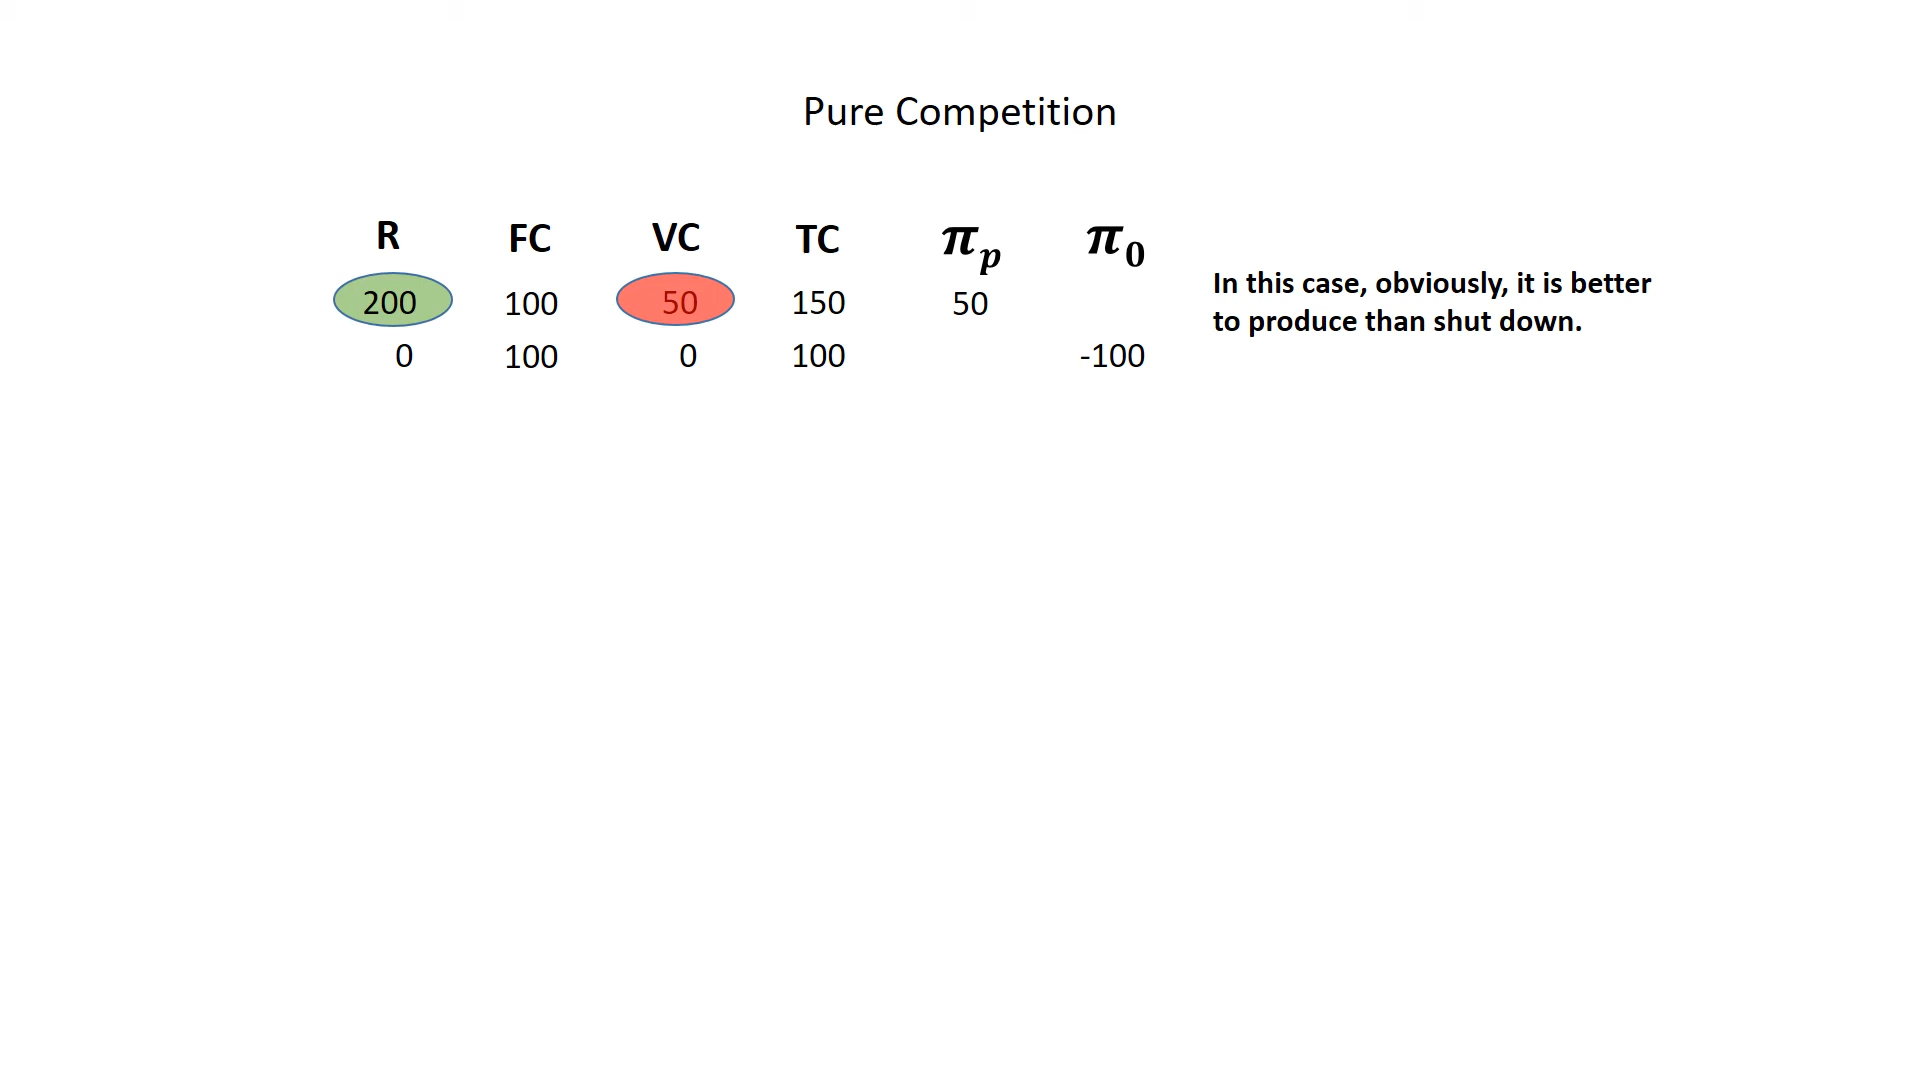 Pure Competition
R FC VC TC π_p π_0
200 100 50 150 50
0 100 0 100 -100
In this case, obviously, it is better
to produce than shut down.